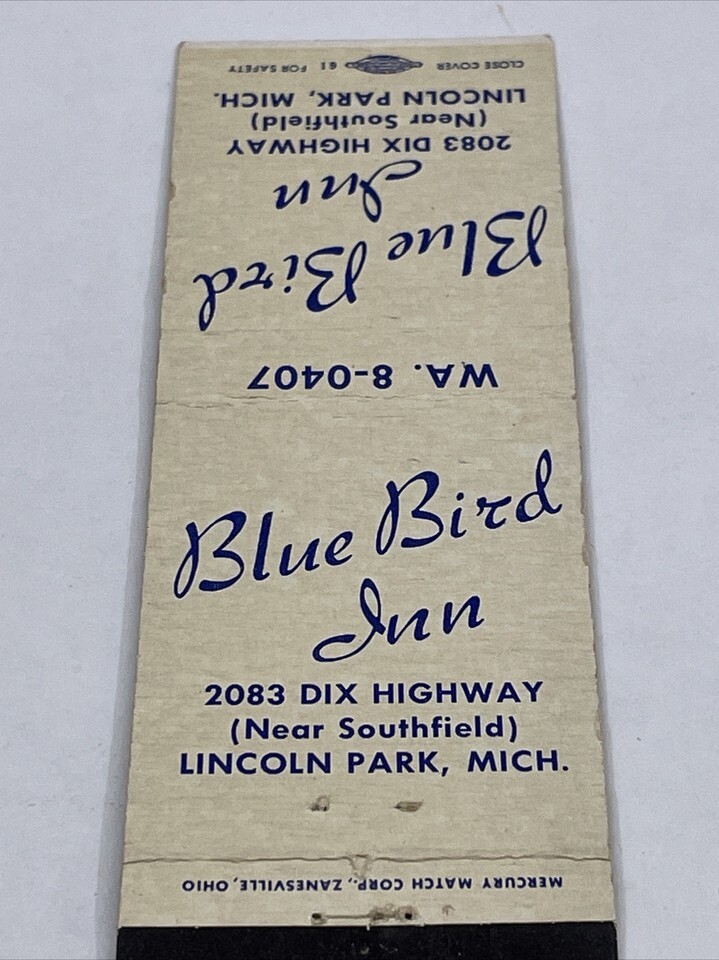 CLOSE COVER 61 FOR SAFETY
LINCOLN PARK, MICH.
(Near Southfield)
2083 DIX HIGHWAY
Inn
Blue Bird
WA. 8-0407
Blue Bird
Inn
2083 DIX HIGHWAY
(Near Southfield)
LINCOLN PARK, MICH.
MERCURY MATCH CORP., ZANESVILLE, OHIO